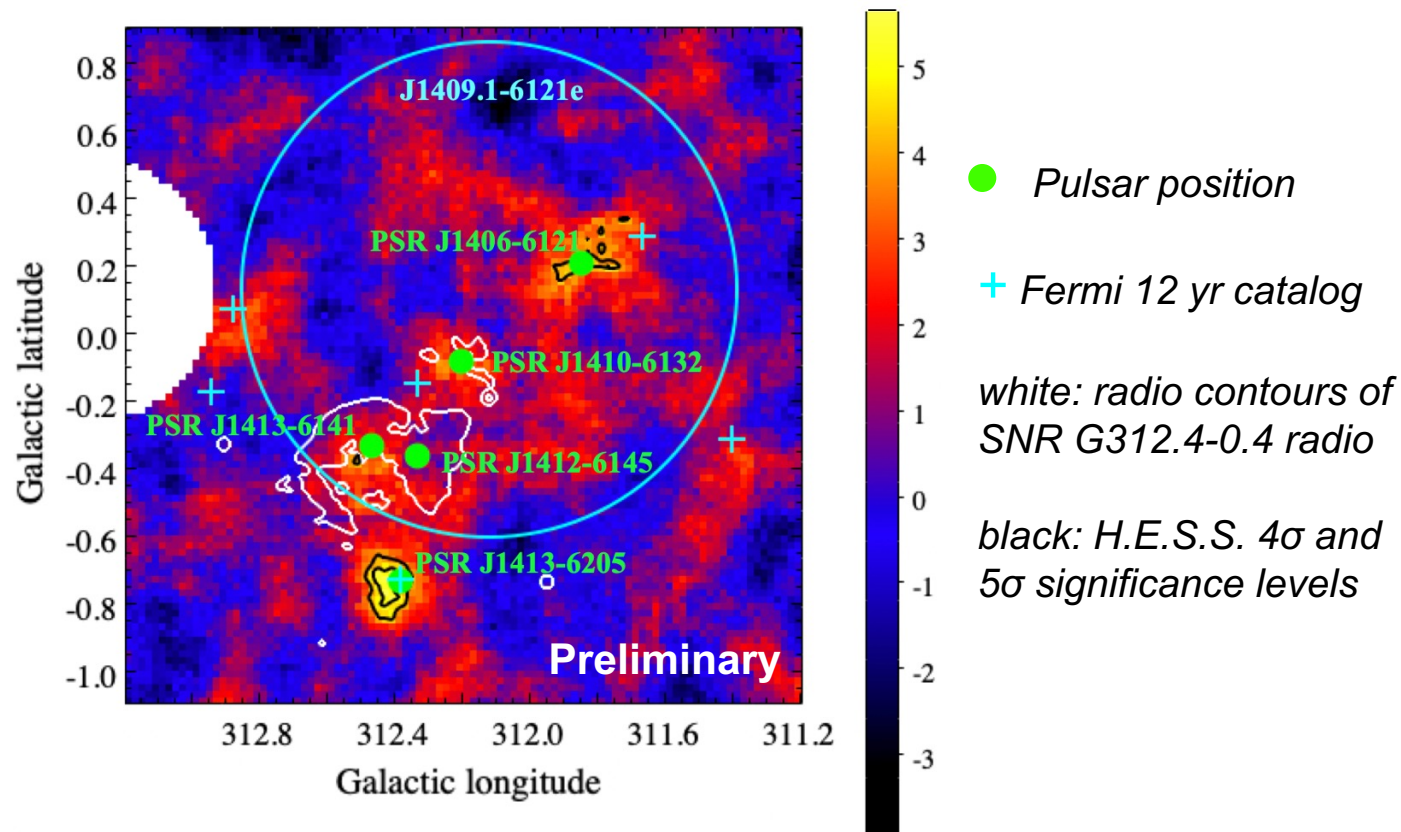 J1409.1-6121e
PSR J1406-6121
PSR J1410-6132
PSR J1413-6141
PSR J1412-6145
PSR J1413-6205
Preliminary
0.8
0.6
0.4
0.2
0.0
-0.2
-0.4
-0.6
-0.8
-1.0
Galactic latitude
312.8
312.4
312.0
311.6
311.2
Galactic longitude
5
4
3
2
1
0
-1
-2
-3
Pulsar position
Fermi 12 yr catalog
white: radio contours of
SNR G312.4-0.4 radio
black: H.E.S.S. 4σ and
5σ significance levels